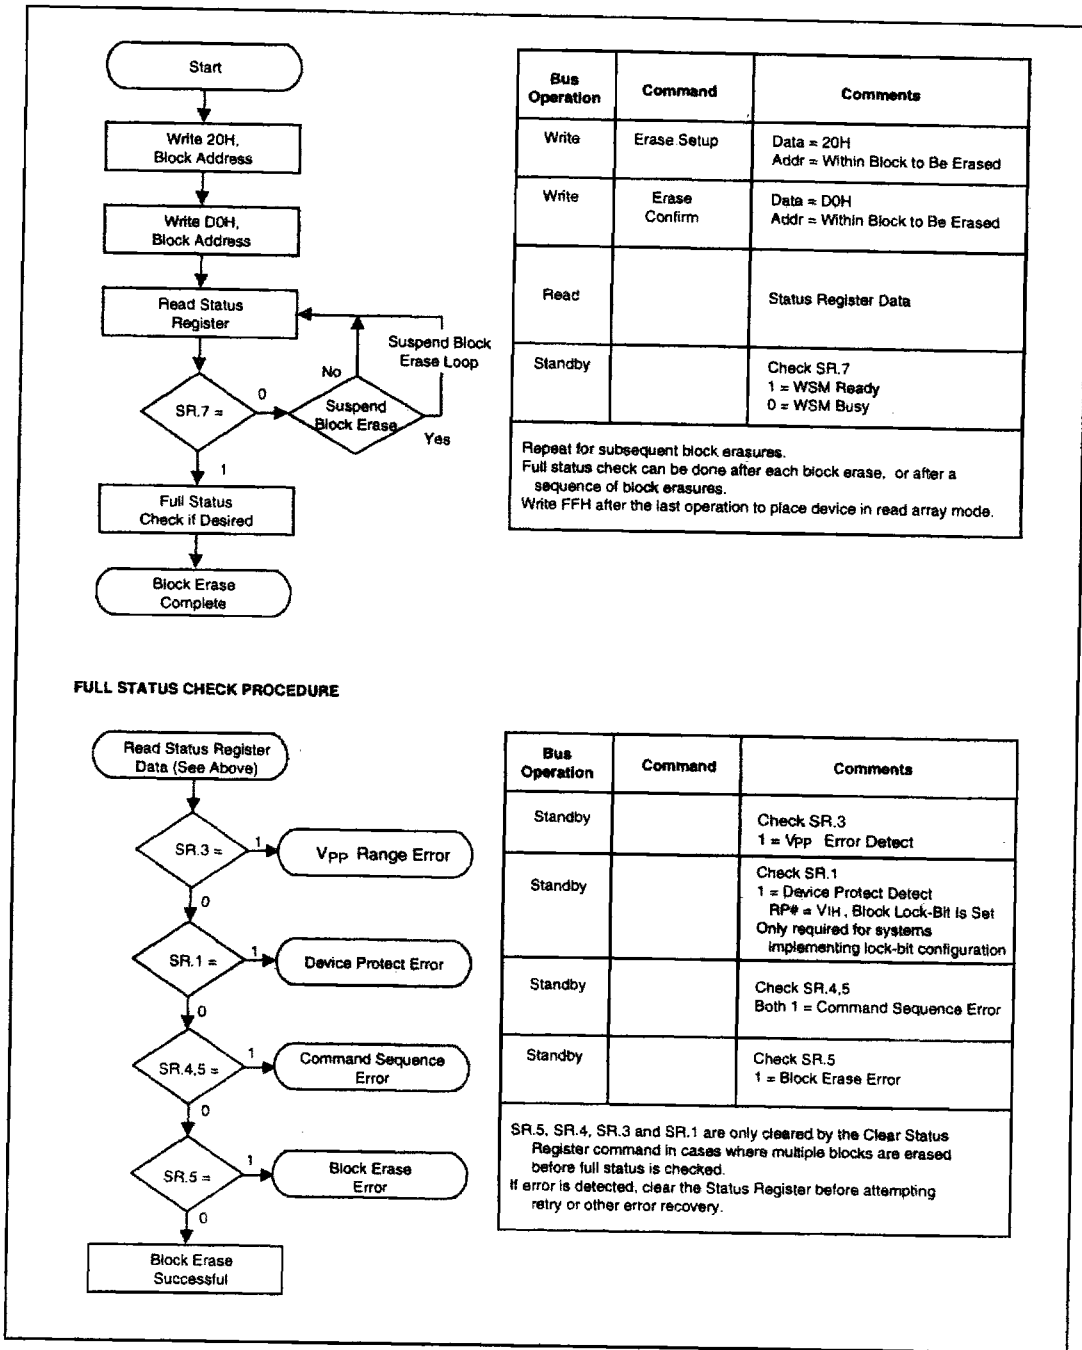 Start
Write 20H,
Block Address
Write D0H,
Block Address
Read Status
Register
Suspend Block
Erase Loop
No
SR.7 =
0
Suspend
Block Erase
Yes
1
Full Status
Check if Desired
Block Erase
Complete
Bus
Operation
Command
Comments
Write
Erase Setup
Data = 20H
Addr = Within Block to Be Erased
Write
Erase
Confirm
Data = D0H
Addr = Within Block to Be Erased
Read
Status Register Data
Standby
Check SR.7
1 = WSM Ready
0 = WSM Busy
Repeat for subsequent block erasures.
Full status check can be done after each block erase, or after a
sequence of block erasures.
Write FFH after the last operation to place device in read array mode.
FULL STATUS CHECK PROCEDURE
Read Status Register
Data (See Above)
SR.3 =
1
VPP Range Error
0
SR.1 =
1
Device Protect Error
0
SR.4,5 =
1
Command Sequence
Error
0
SR.5 =
1
Block Erase
Error
0
Block Erase
Successful
Bus
Operation
Command
Comments
Standby
Check SR.3
1 = VPP Error Detect
Standby
Check SR.1
1 = Device Protect Detect
RP# = VIH, Block Lock-Bit Is Set
Only required for systems
implementing lock-bit configuration
Standby
Check SR.4,5
Both 1 = Command Sequence Error
Standby
Check SR.5
1 = Block Erase Error
SR.5, SR.4, SR.3 and SR.1 are only cleared by the Clear Status
Register command in cases where multiple blocks are erased
before full status is checked.
If error is detected, clear the Status Register before attempting
retry or other error recovery.